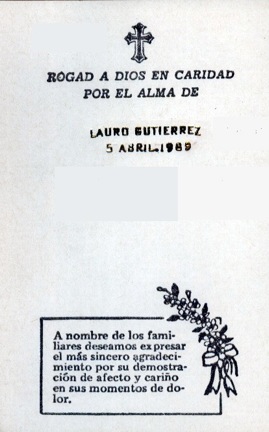 ROGAD A DIOS EN CARIDAD
POR EL ALMA DE
LAURO GUTIERREZ
5 ABRIL.1989
A nombre de los fami-
liares deseamos expresar
el más sincero agradeci-
miento por su demostra-
ción de afecto y cariño
en sus momentos de do-
lor.